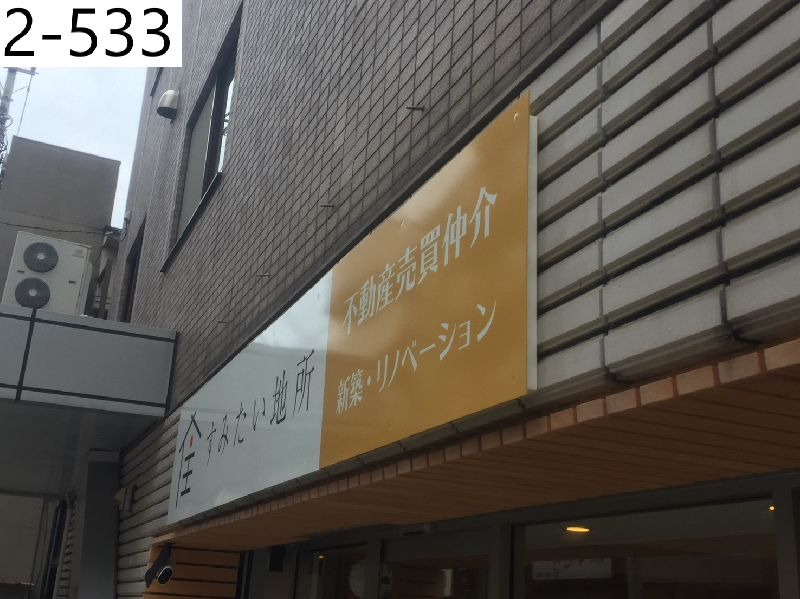 2-533
住 すみたい地所
不動産売買仲介
新築・リノベーション